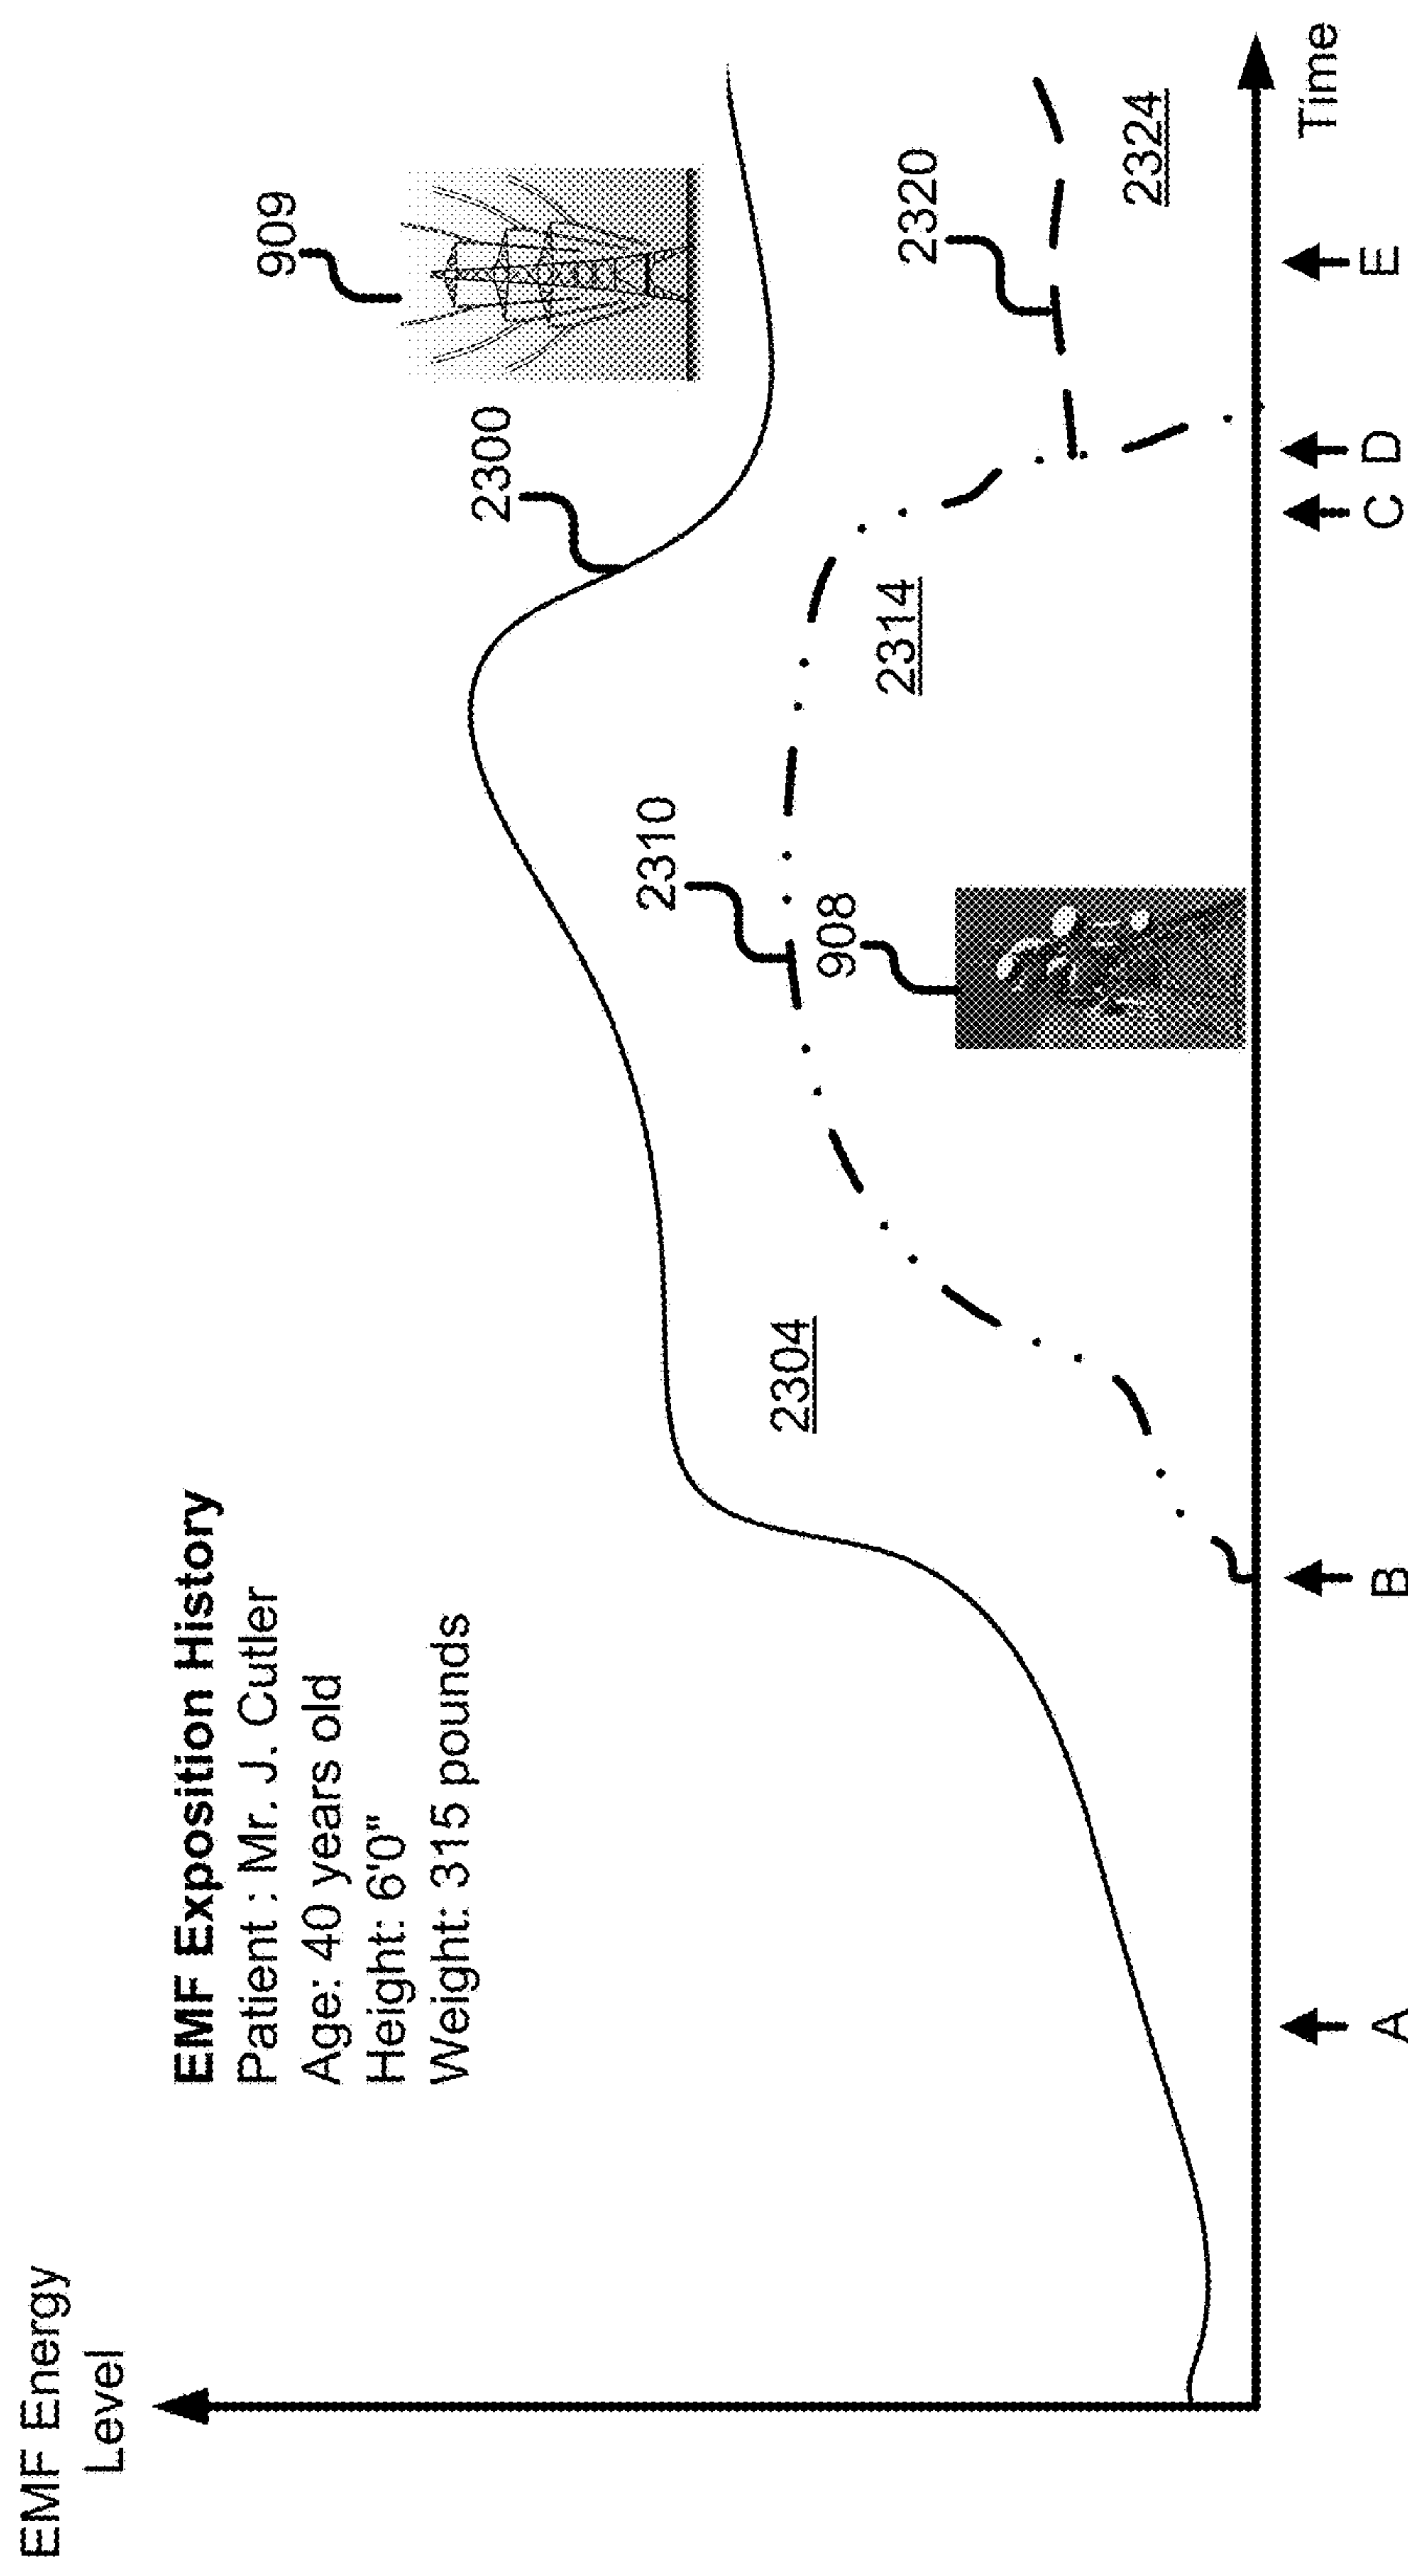 EMF Energy
Level
EMF Exposition History
Patient : Mr. J. Cutler
Age: 40 years old
Height: 6'0"
Weight: 315 pounds
909
2300
2310
908
2304
2314
2320
2324
Time
A
B
C
D
E